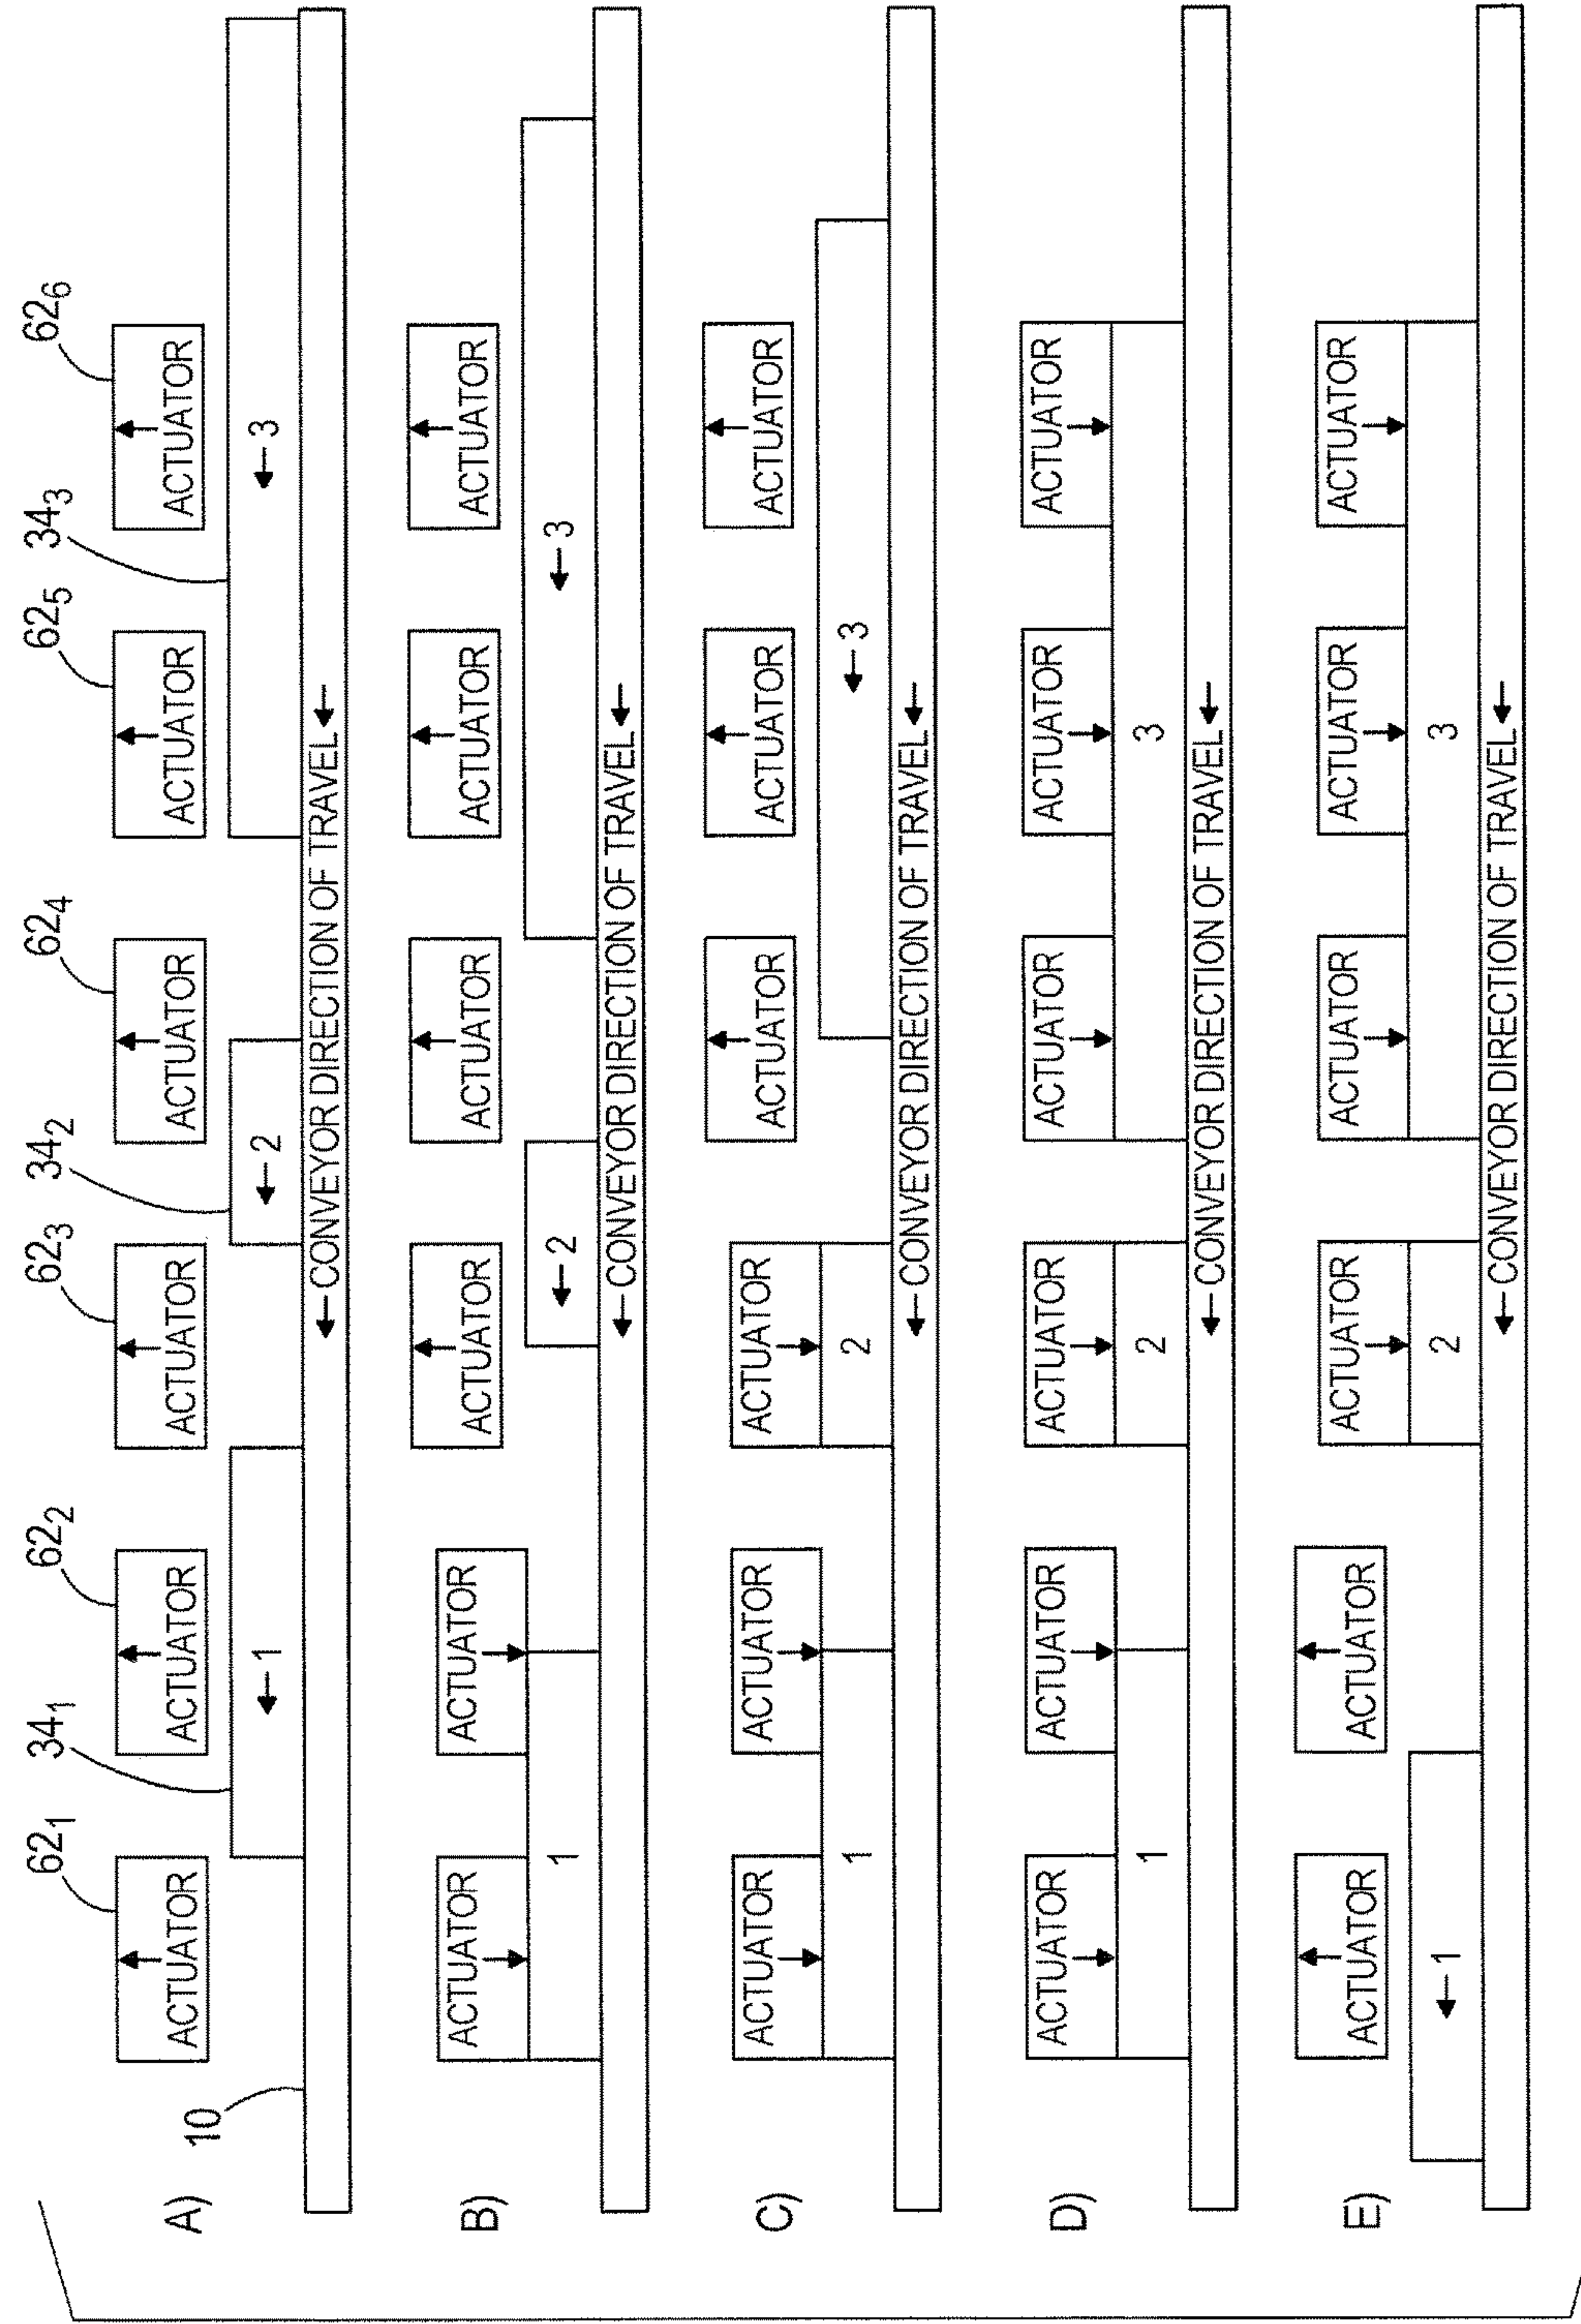 62₁ 34₁ 62₂ 62₃ 34₂ 62₄ 62₅ 34₃ 62₆
A) ACTUATOR ACTUATOR ACTUATOR ACTUATOR ACTUATOR ACTUATOR
10 1 2 3
CONVEYOR DIRECTION OF TRAVEL
B) ACTUATOR ACTUATOR ACTUATOR ACTUATOR ACTUATOR ACTUATOR
1 2 3
CONVEYOR DIRECTION OF TRAVEL
C) ACTUATOR ACTUATOR ACTUATOR ACTUATOR ACTUATOR ACTUATOR
1 2 3
CONVEYOR DIRECTION OF TRAVEL
D) ACTUATOR ACTUATOR ACTUATOR ACTUATOR ACTUATOR ACTUATOR
1 2 3
CONVEYOR DIRECTION OF TRAVEL
E) ACTUATOR ACTUATOR ACTUATOR ACTUATOR ACTUATOR ACTUATOR
1 2 3
CONVEYOR DIRECTION OF TRAVEL